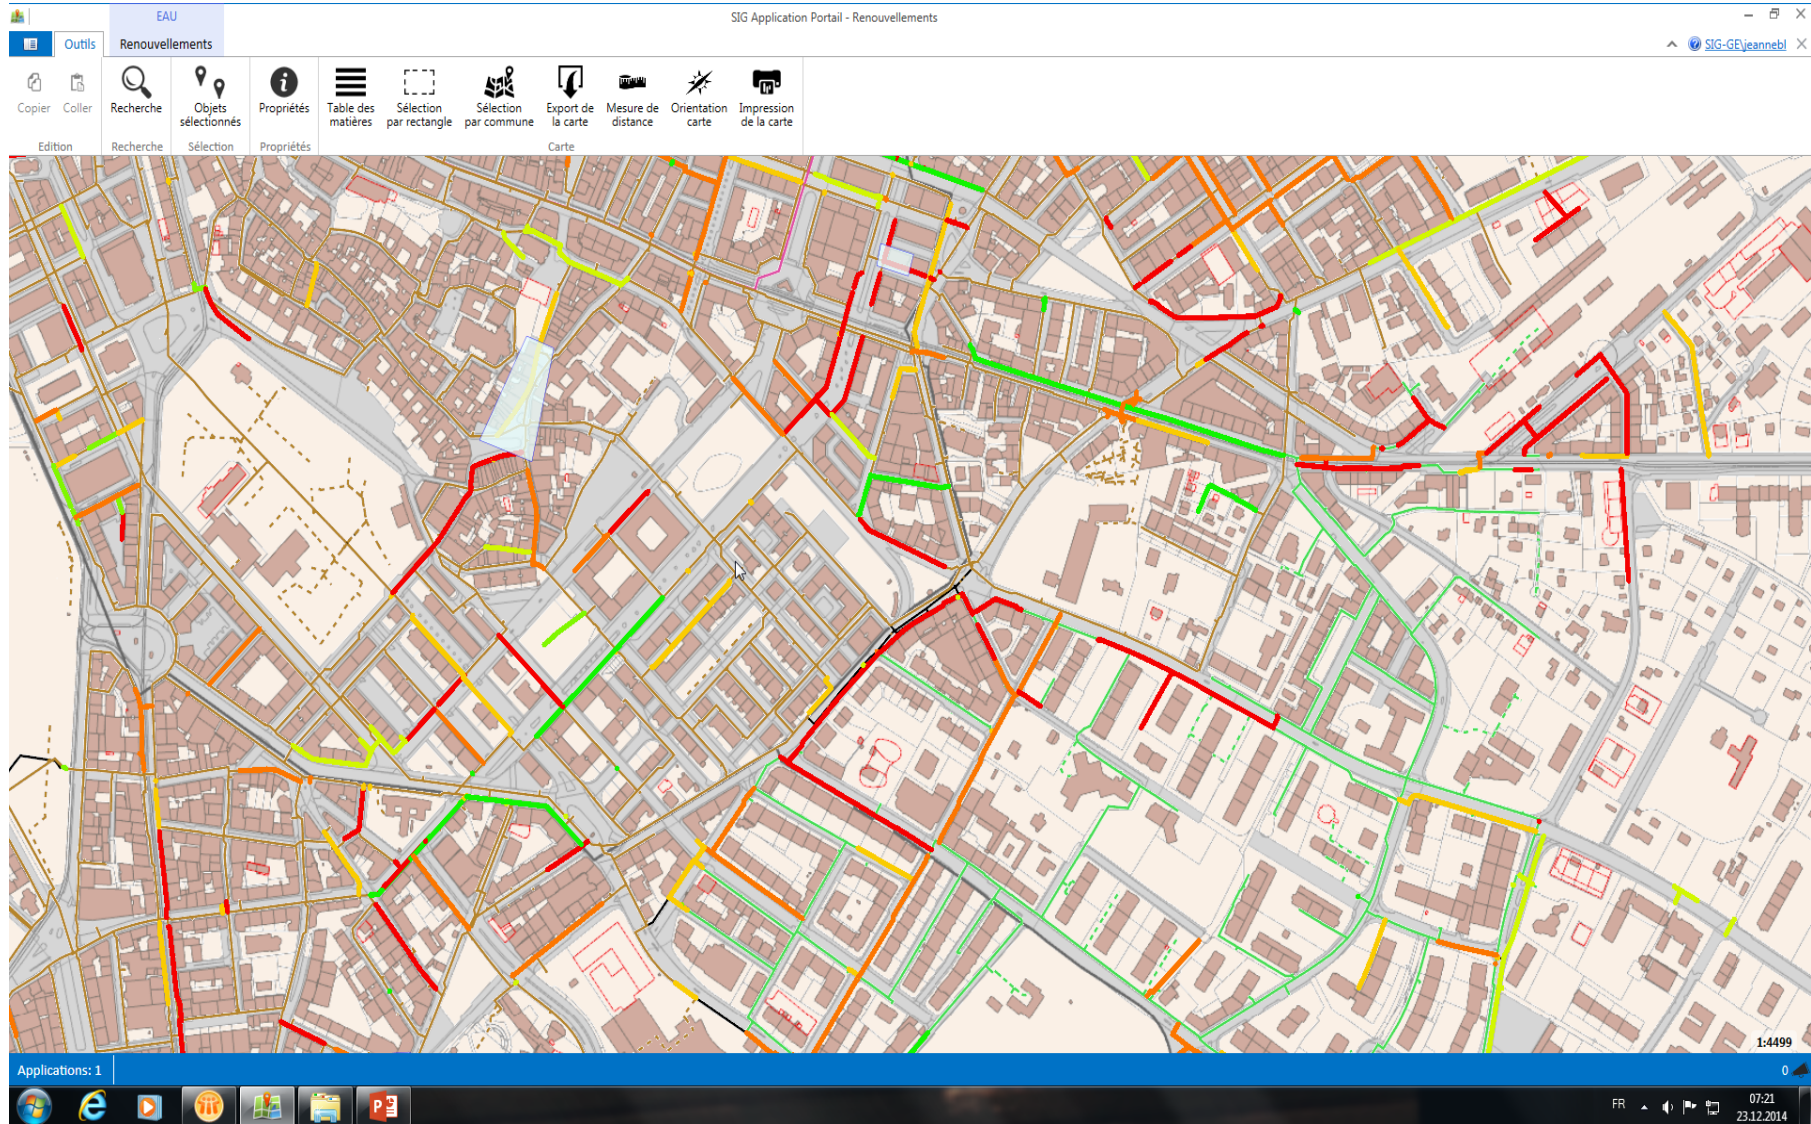 EAU
SIG Application Portail - Renouvellements
Outils
Renouvellements
SIG-GE\jeannebl
Copier
Coller
Recherche
Objets
sélectionnés
Propriétés
Table des
matières
Sélection
par rectangle
Sélection
par commune
Export de
la carte
Mesure de
distance
Orientation
carte
Impression
de la carte
Edition
Recherche
Sélection
Propriétés
Carte
1:4499
Applications: 1
0
FR
07:21
23.12.2014